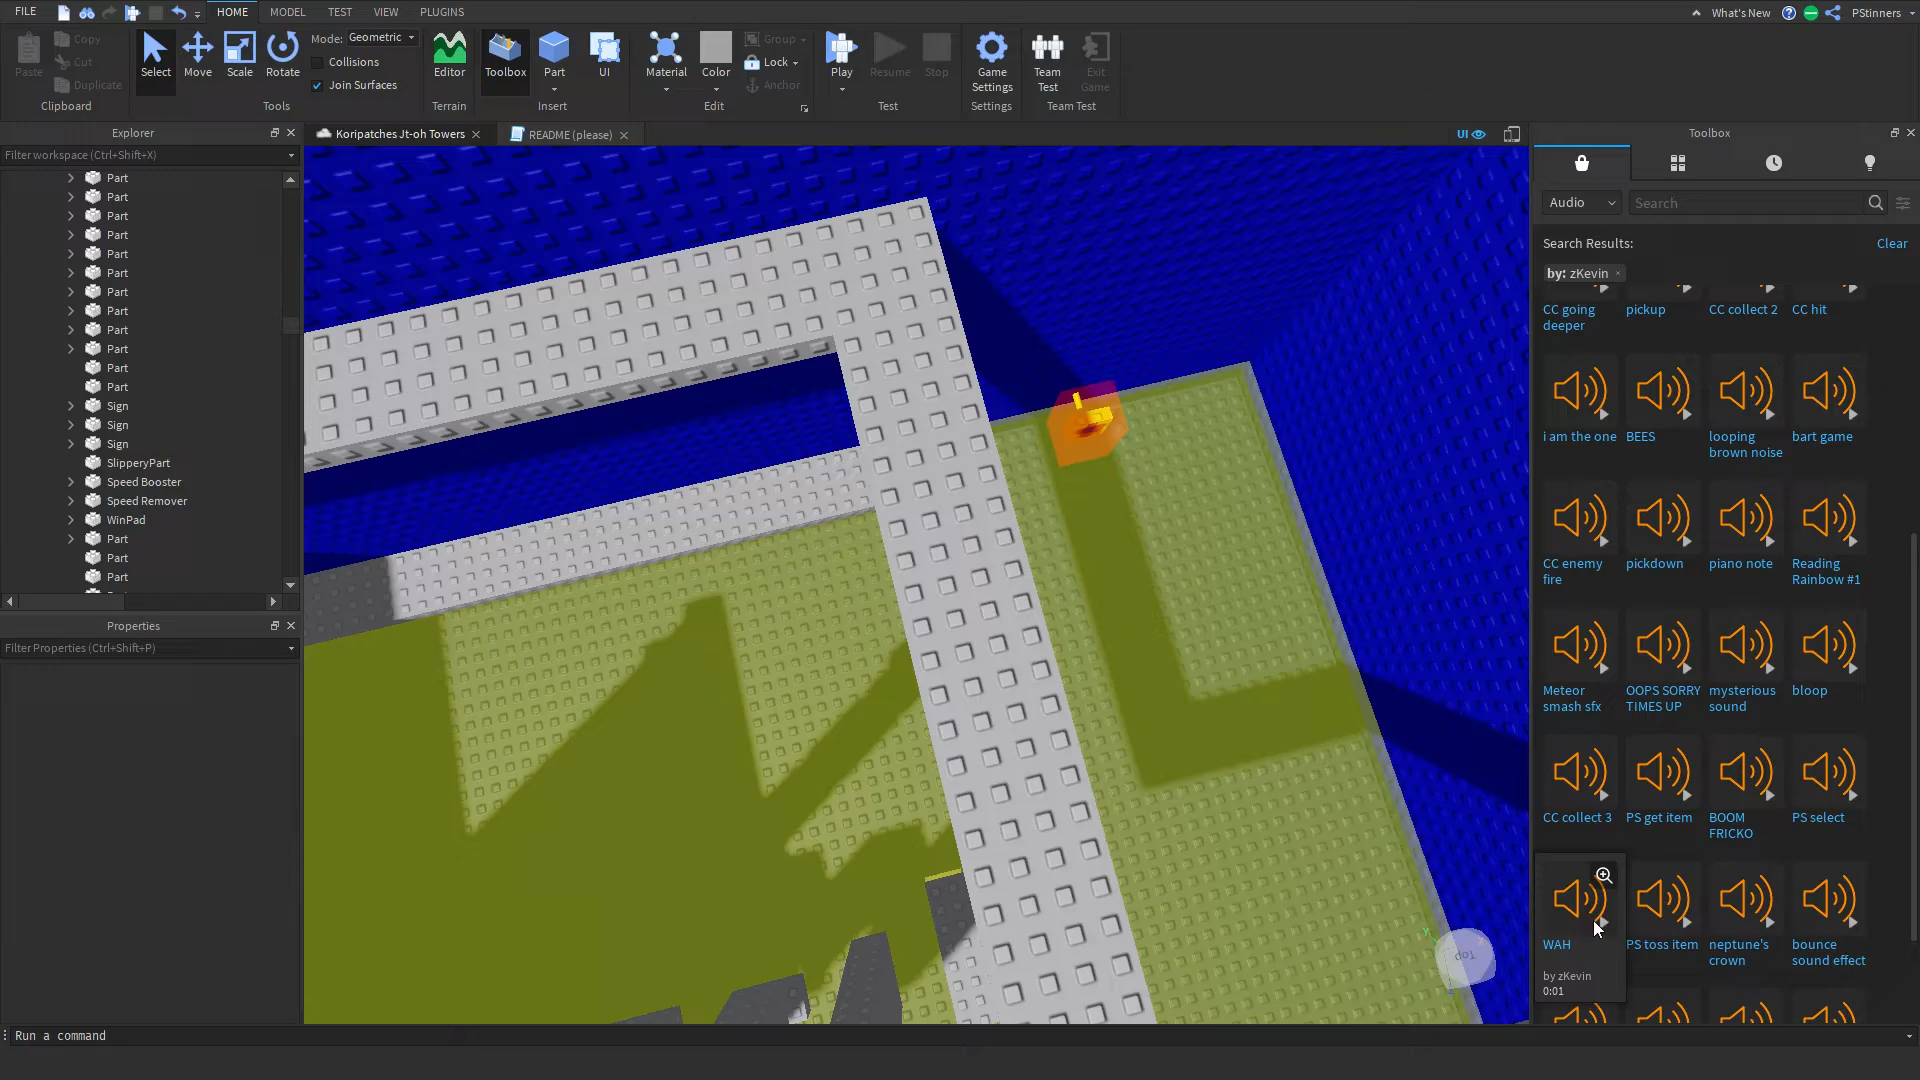 FILE
HOME
MODEL
TEST
VIEW
PLUGINS
What's New
PStinners
Paste
Copy
Cut
Duplicate
Clipboard
Select
Move
Scale
Rotate
Mode: Geometric
Collisions
Join Surfaces
Tools
Editor
Terrain
Toolbox
Part
UI
Insert
Material
Color
Group
Lock
Anchor
Edit
Play
Resume
Stop
Test
Game
Settings
Settings
Team
Test
Exit
Game
Team Test
Explorer
Filter workspace (Ctrl+Shift+X)
Part
Part
Part
Part
Part
Part
Part
Part
Part
Part
Part
Part
Sign
Sign
Sign
SlipperyPart
Speed Booster
Speed Remover
WinPad
Part
Part
Part
Properties
Filter Properties (Ctrl+Shift+P)
Koripatches Jt-oh Towers
README (please)
UI
Top
Y
Toolbox
Audio
Search
Search Results:
Clear
by: zKevin
CC going
deeper
pickup
CC collect 2
CC hit
i am the one
BEES
looping
brown noise
bart game
CC enemy
fire
pickdown
piano note
Reading
Rainbow #1
Meteor
smash sfx
OOPS SORRY
TIMES UP
mysterious
sound
bloop
CC collect 3
PS get item
BOOM
FRICKO
PS select
WAH
by zKevin
0:01
PS toss item
neptune's
crown
bounce
sound effect
Run a command